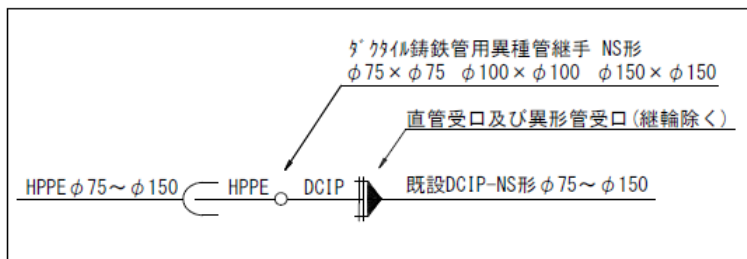 ﾀﾞｸﾀｲﾙ鋳鉄管用異種管継手 NS形
φ75×φ75 φ100×φ100 φ150×φ150
直管受口及び異形管受口(継輪除く)
HPPEφ75～φ150 HPPE DCIP 既設DCIP-NS形φ75～φ150